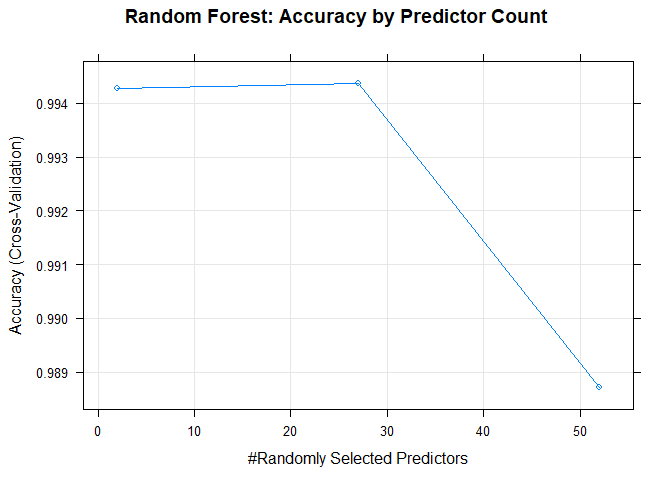 Random Forest: Accuracy by Predictor Count
0.994
0.993
0.992
0.991
0.990
0.989
Accuracy (Cross-Validation)
0 10 20 30 40 50
#Randomly Selected Predictors